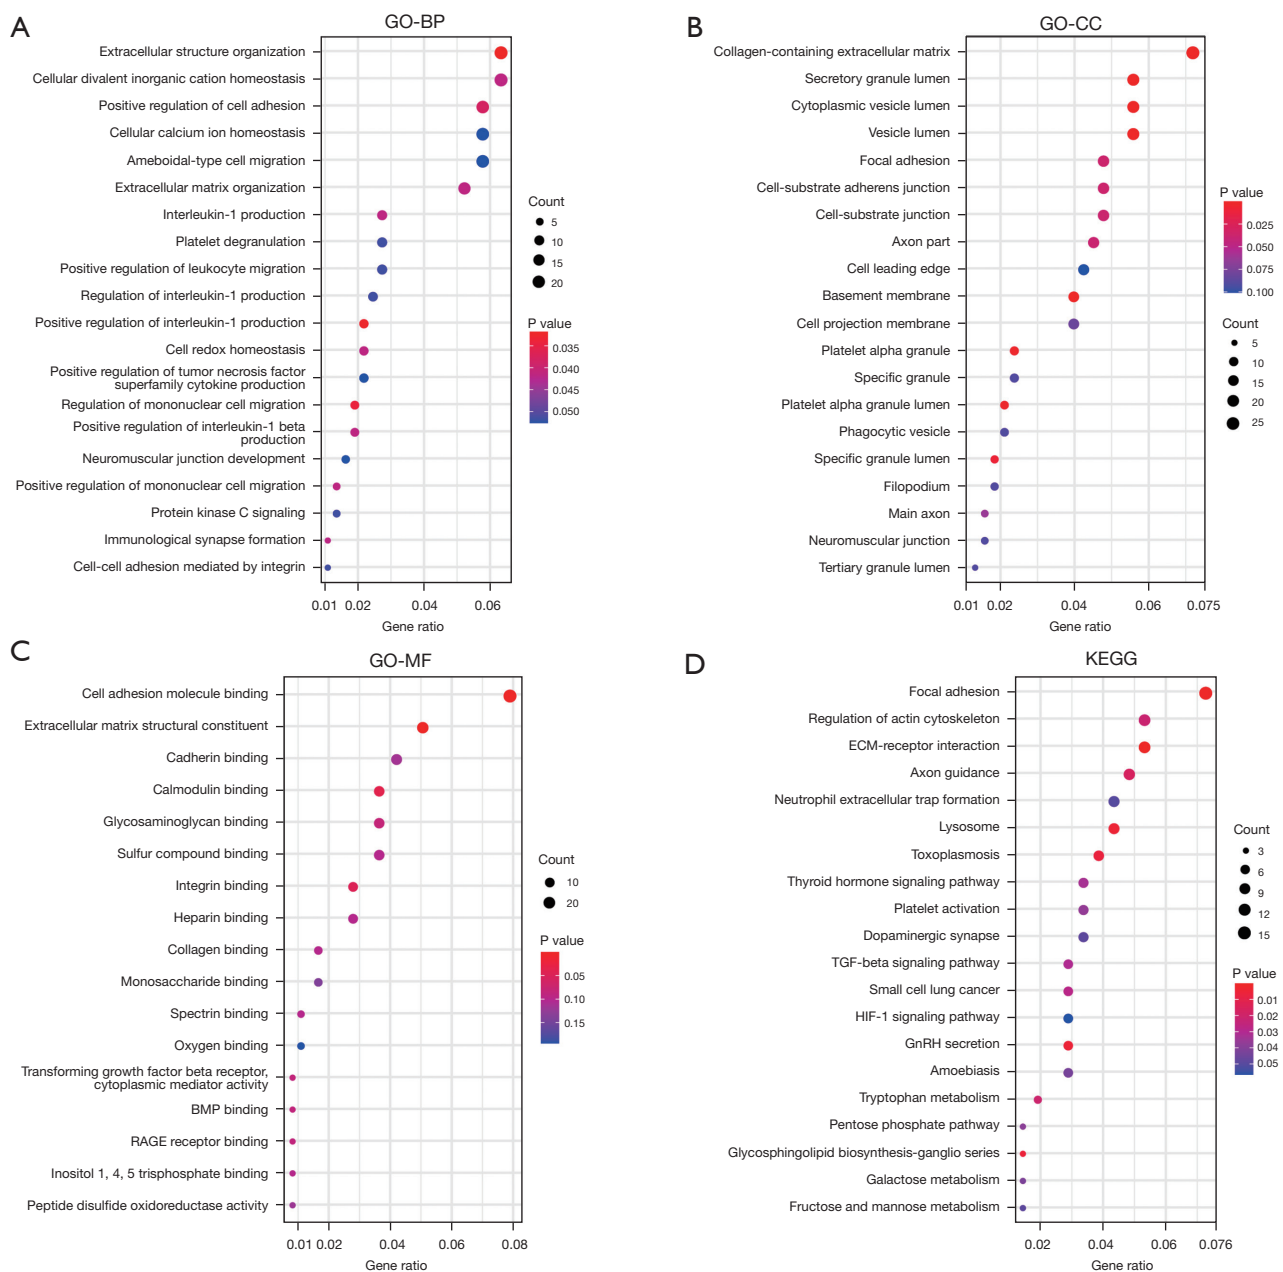 A
GO-BP
Extracellular structure organization
Cellular divalent inorganic cation homeostasis
Positive regulation of cell adhesion
Cellular calcium ion homeostasis
Ameboidal-type cell migration
Extracellular matrix organization
Interleukin-1 production
Platelet degranulation
Positive regulation of leukocyte migration
Regulation of interleukin-1 production
Positive regulation of interleukin-1 production
Cell redox homeostasis
Positive regulation of tumor necrosis factor
superfamily cytokine production
Regulation of mononuclear cell migration
Positive regulation of interleukin-1 beta
production
Neuromuscular junction development
Positive regulation of mononuclear cell migration
Protein kinase C signaling
Immunological synapse formation
Cell-cell adhesion mediated by integrin
0.01 0.02 0.04 0.06
Gene ratio
Count
5
10
15
20
P value
0.035
0.040
0.045
0.050
B
GO-CC
Collagen-containing extracellular matrix
Secretory granule lumen
Cytoplasmic vesicle lumen
Vesicle lumen
Focal adhesion
Cell-substrate adherens junction
Cell-substrate junction
Axon part
Cell leading edge
Basement membrane
Cell projection membrane
Platelet alpha granule
Specific granule
Platelet alpha granule lumen
Phagocytic vesicle
Specific granule lumen
Filopodium
Main axon
Neuromuscular junction
Tertiary granule lumen
0.01 0.02 0.04 0.06 0.075
Gene ratio
P value
0.025
0.050
0.075
0.100
Count
5
10
15
20
25
C
GO-MF
Cell adhesion molecule binding
Extracellular matrix structural constituent
Cadherin binding
Calmodulin binding
Glycosaminoglycan binding
Sulfur compound binding
Integrin binding
Heparin binding
Collagen binding
Monosaccharide binding
Spectrin binding
Oxygen binding
Transforming growth factor beta receptor,
cytoplasmic mediator activity
BMP binding
RAGE receptor binding
Inositol 1, 4, 5 trisphosphate binding
Peptide disulfide oxidoreductase activity
0.01 0.02 0.04 0.06 0.08
Gene ratio
Count
10
20
P value
0.05
0.10
0.15
D
KEGG
Focal adhesion
Regulation of actin cytoskeleton
ECM-receptor interaction
Axon guidance
Neutrophil extracellular trap formation
Lysosome
Toxoplasmosis
Thyroid hormone signaling pathway
Platelet activation
Dopaminergic synapse
TGF-beta signaling pathway
Small cell lung cancer
HIF-1 signaling pathway
GnRH secretion
Amoebiasis
Tryptophan metabolism
Pentose phosphate pathway
Glycosphingolipid biosynthesis-ganglio series
Galactose metabolism
Fructose and mannose metabolism
0.02 0.04 0.06 0.076
Gene ratio
Count
3
6
9
12
15
P value
0.01
0.02
0.03
0.04
0.05